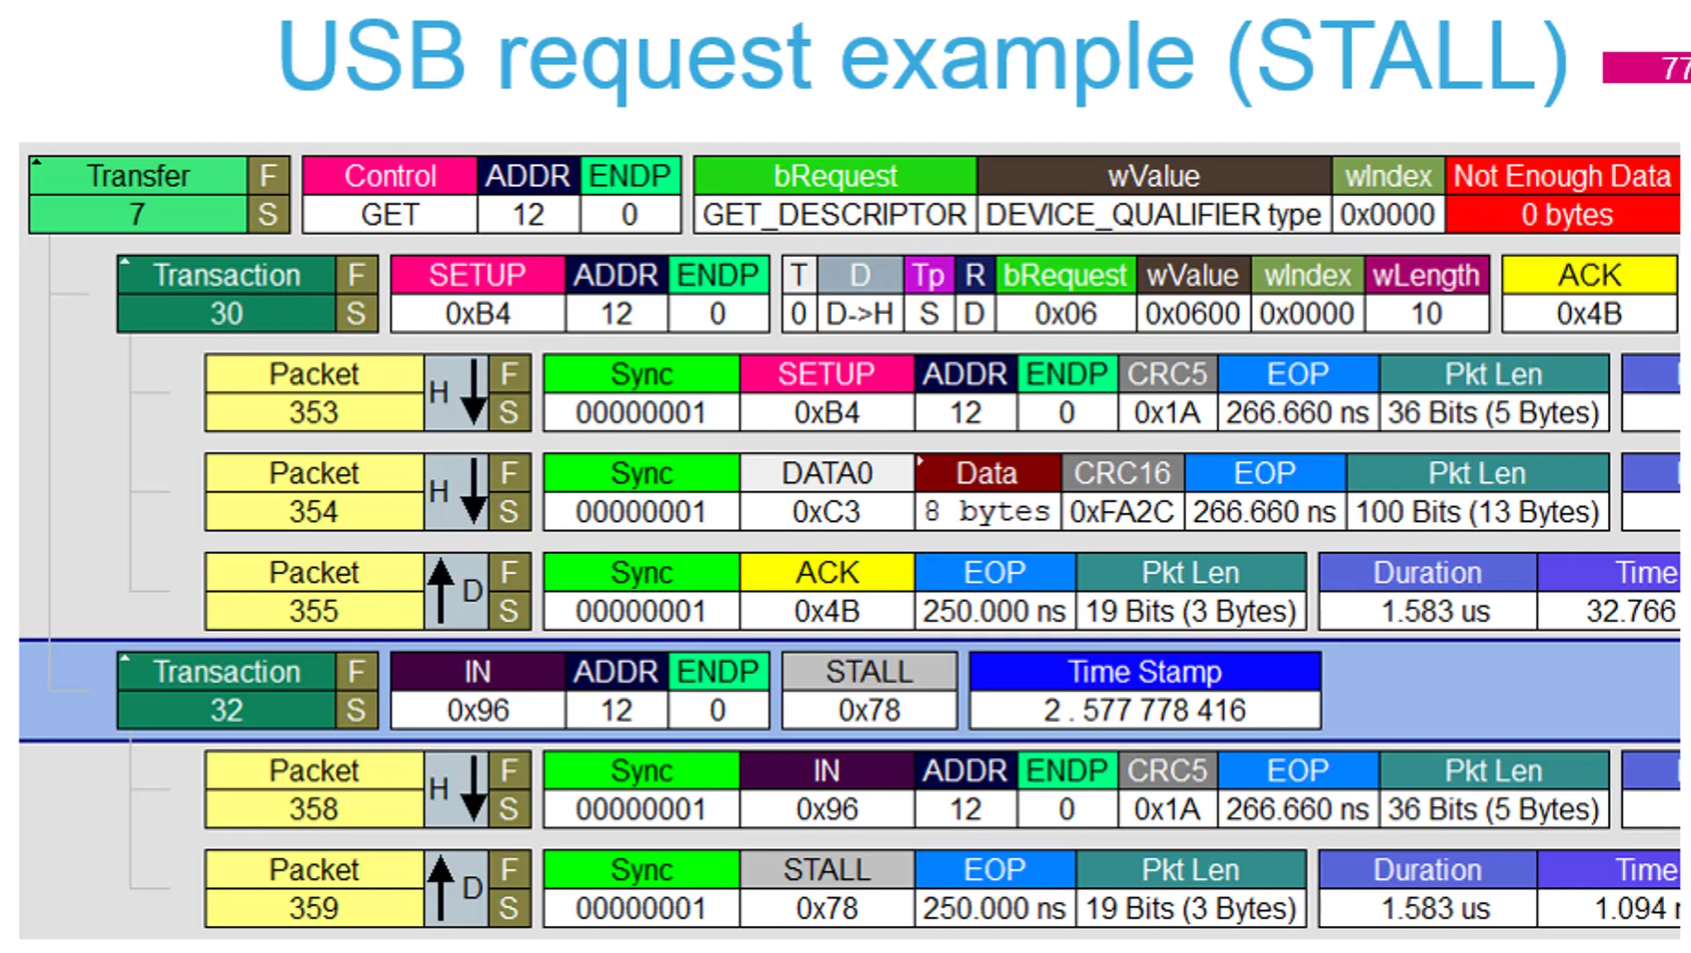 USB request example (STALL)
77
Transfer F Control ADDR ENDP bRequest wValue wIndex Not Enough Data
7 S GET 12 0 GET_DESCRIPTOR DEVICE_QUALIFIER type 0x0000 0 bytes
Transaction F SETUP ADDR ENDP T D Tp R bRequest wValue wIndex wLength ACK
30 S 0xB4 12 0 0 D->H S D 0x06 0x0600 0x0000 10 0x4B
Packet H F Sync SETUP ADDR ENDP CRC5 EOP Pkt Len
353 S 00000001 0xB4 12 0 0x1A 266.660 ns 36 Bits (5 Bytes)
Packet H F Sync DATA0 Data CRC16 EOP Pkt Len
354 S 00000001 0xC3 8 bytes 0xFA2C 266.660 ns 100 Bits (13 Bytes)
Packet D F Sync ACK EOP Pkt Len Duration Time
355 S 00000001 0x4B 250.000 ns 19 Bits (3 Bytes) 1.583 us 32.766
Transaction F IN ADDR ENDP STALL Time Stamp
32 S 0x96 12 0 0x78 2 . 577 778 416
Packet H F Sync IN ADDR ENDP CRC5 EOP Pkt Len
358 S 00000001 0x96 12 0 0x1A 266.660 ns 36 Bits (5 Bytes)
Packet D F Sync STALL EOP Pkt Len Duration Time
359 S 00000001 0x78 250.000 ns 19 Bits (3 Bytes) 1.583 us 1.094